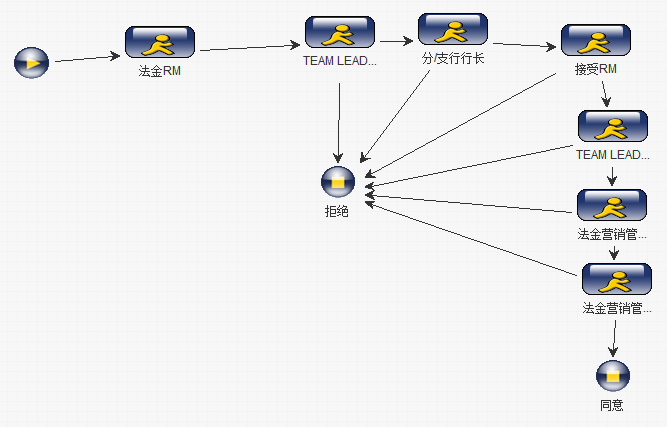 法金RM
TEAM LEAD...
分/支行行长
接受RM
TEAM LEAD...
拒绝
法金营销管...
法金营销管...
同意